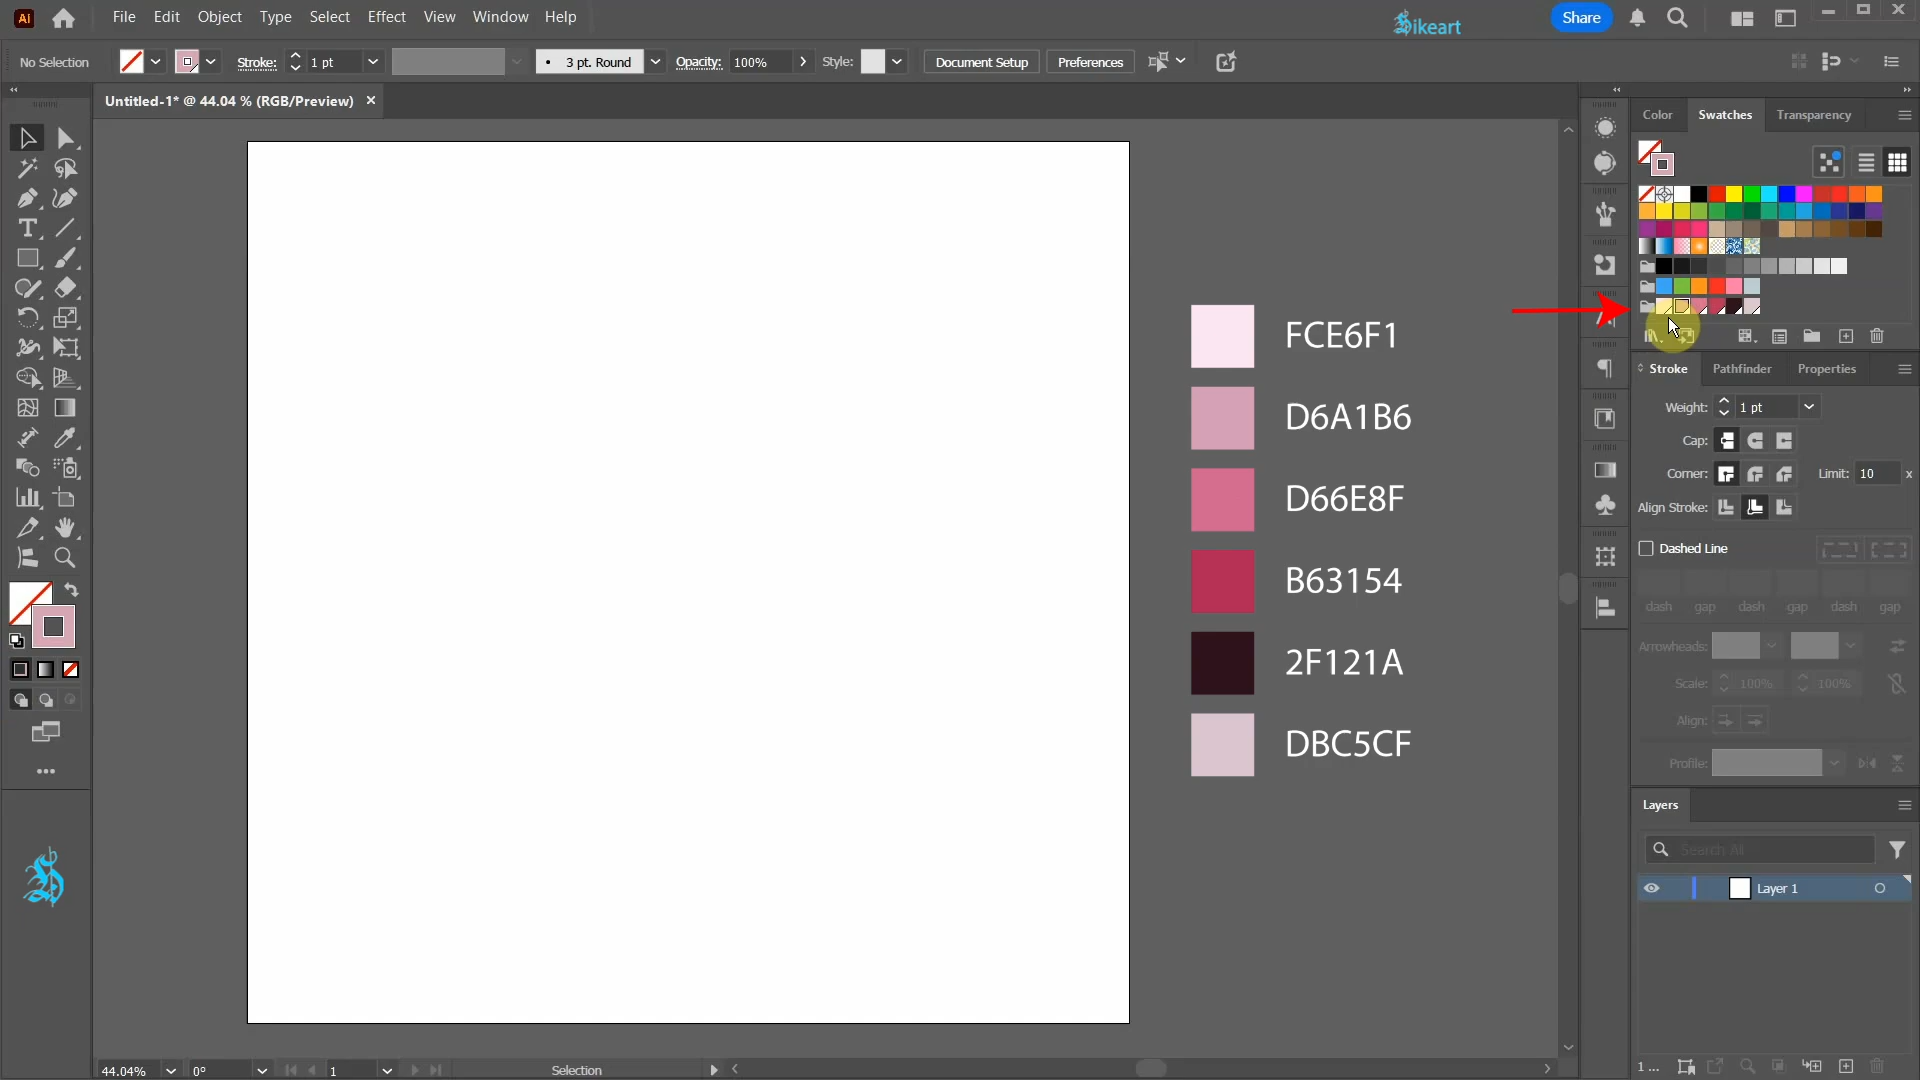 Ai File Edit Object Type Select Effect View Window Help Sikeart Share
No Selection Stroke: 1 pt 3 pt. Round Opacity: 100% Style: Document Setup Preferences
Untitled-1* @ 44.04 % (RGB/Preview)
Color Swatches Transparency
FCE6F1
D6A1B6
D66E8F
B63154
2F121A
DBC5CF
Stroke Pathfinder Properties
Weight: 1 pt
Cap:
Corner: Limit: 10 x
Align Stroke:
Dashed Line
dash gap dash gap dash gap
Arrowheads:
Scale: 100% 100%
Align:
Profile:
Layers
Search All
Layer 1
1 ...
44.04% 0° 1 Selection